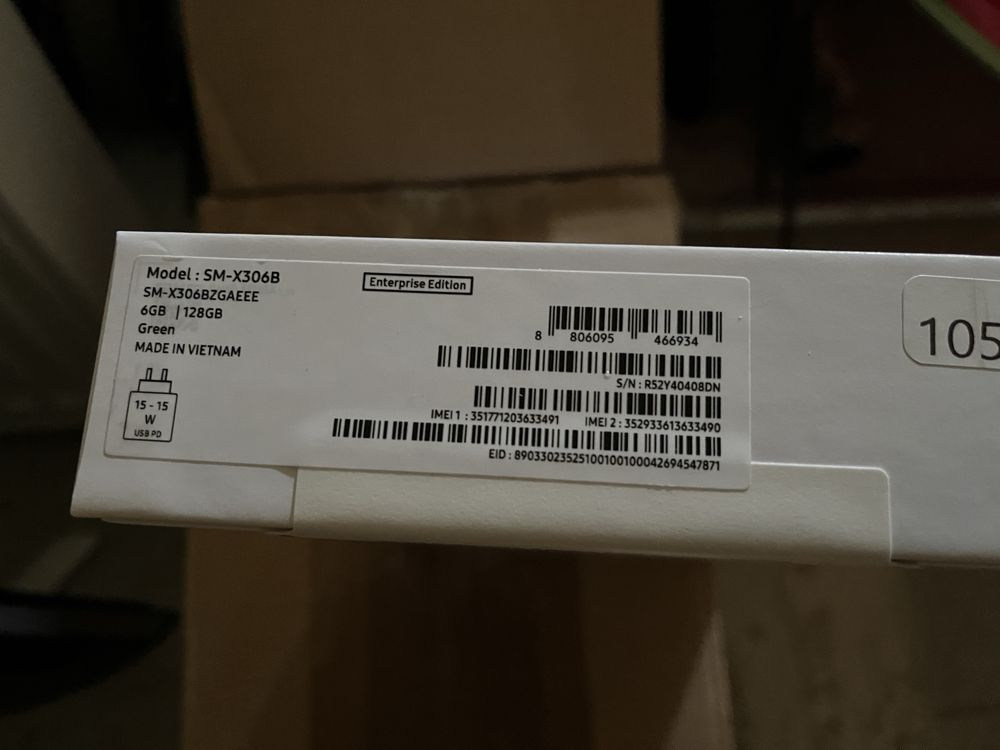 Model : SM-X306B
SM-X306BZGAEEE
6GB | 128GB
Green
MADE IN VIETNAM
15 - 15
W
USB PD
Enterprise Edition
8 806095 466934
S/N : R52Y40408DN
IMEI 1 : 351771203633491 IMEI 2 : 352933613633490
EID : 89033023525100100100042694547871
105